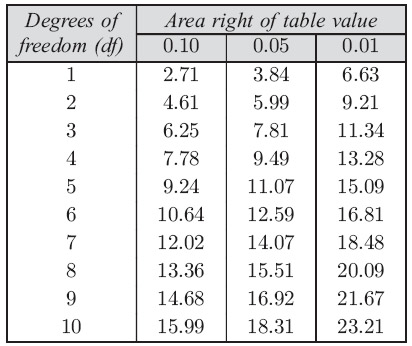 Degrees of freedom (df) Area right of table value
0.10 0.05 0.01
1 2.71 3.84 6.63
2 4.61 5.99 9.21
3 6.25 7.81 11.34
4 7.78 9.49 13.28
5 9.24 11.07 15.09
6 10.64 12.59 16.81
7 12.02 14.07 18.48
8 13.36 15.51 20.09
9 14.68 16.92 21.67
10 15.99 18.31 23.21